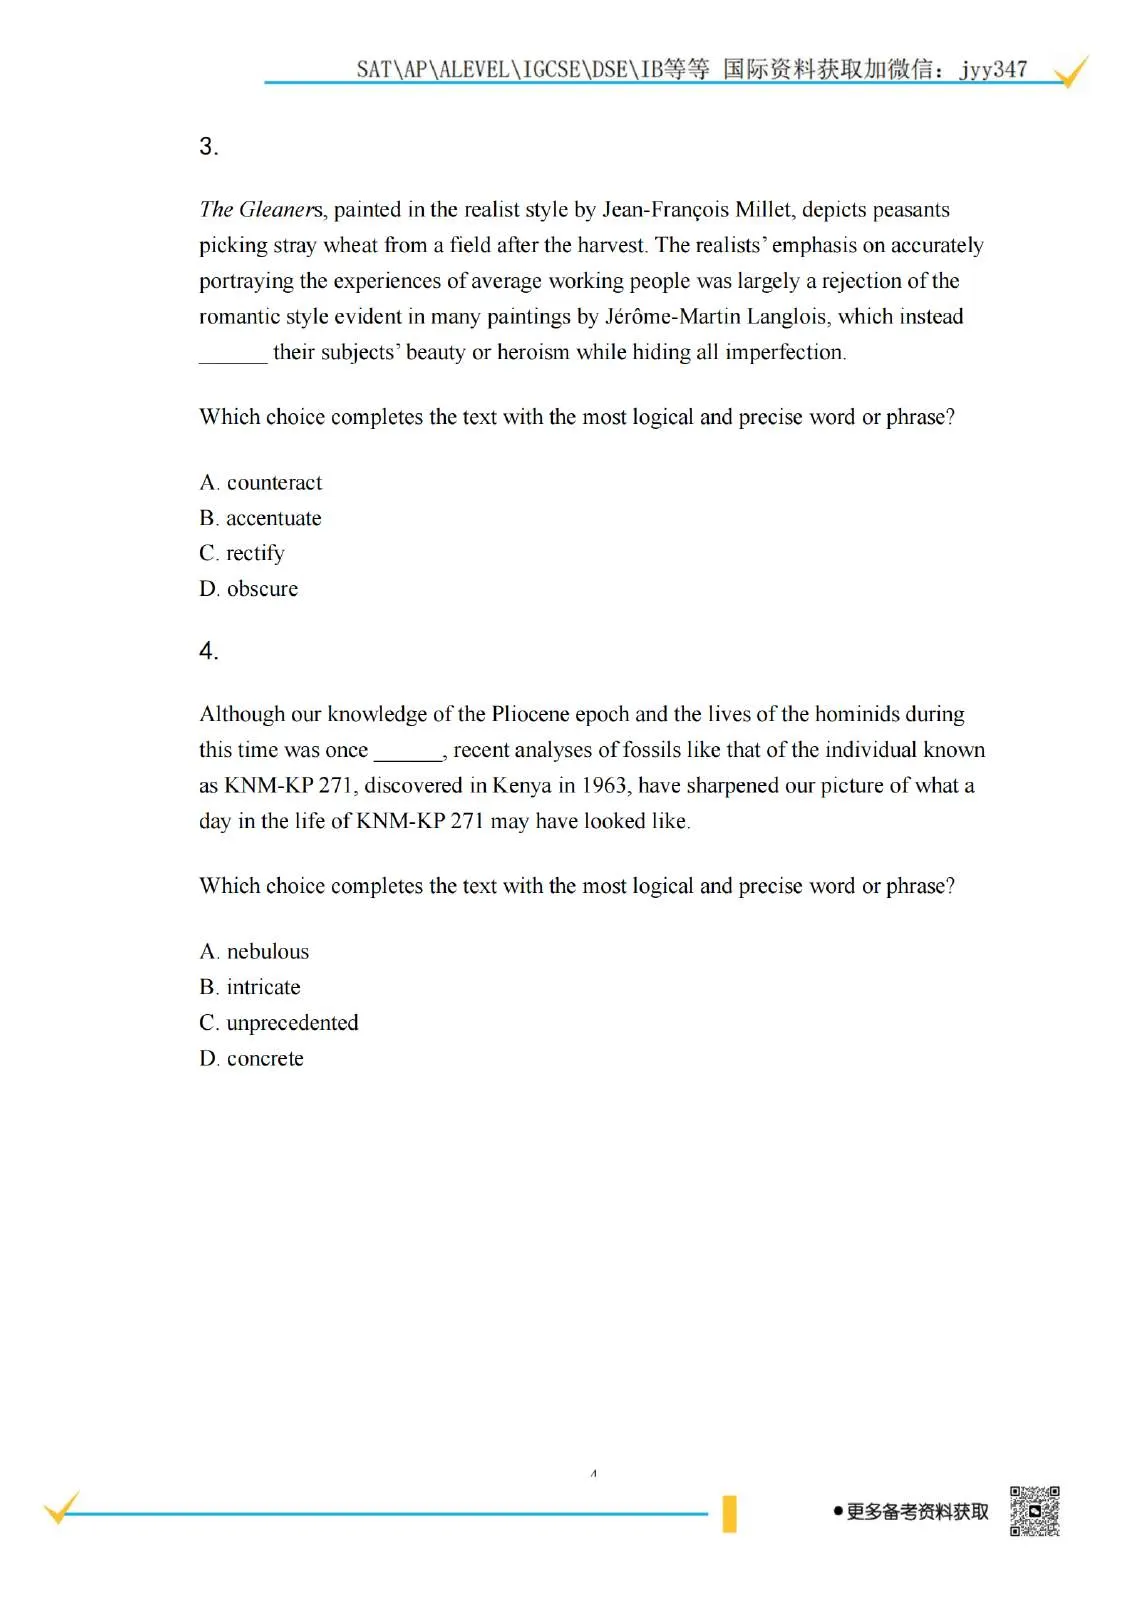 SAT\AP\ALEVEL\IGCSE\DSE\IB等等 国际资料获取加微信: jyy347
3.
The Gleaners, painted in the realist style by Jean-François Millet, depicts peasants
picking stray wheat from a field after the harvest. The realists' emphasis on accurately
portraying the experiences of average working people was largely a rejection of the
romantic style evident in many paintings by Jérôme-Martin Langlois, which instead
______ their subjects' beauty or heroism while hiding all imperfection.
Which choice completes the text with the most logical and precise word or phrase?
A. counteract
B. accentuate
C. rectify
D. obscure
4.
Although our knowledge of the Pliocene epoch and the lives of the hominids during
this time was once ______, recent analyses of fossils like that of the individual known
as KNM-KP 271, discovered in Kenya in 1963, have sharpened our picture of what a
day in the life of KNM-KP 271 may have looked like.
Which choice completes the text with the most logical and precise word or phrase?
A. nebulous
B. intricate
C. unprecedented
D. concrete
4
●更多备考资料获取